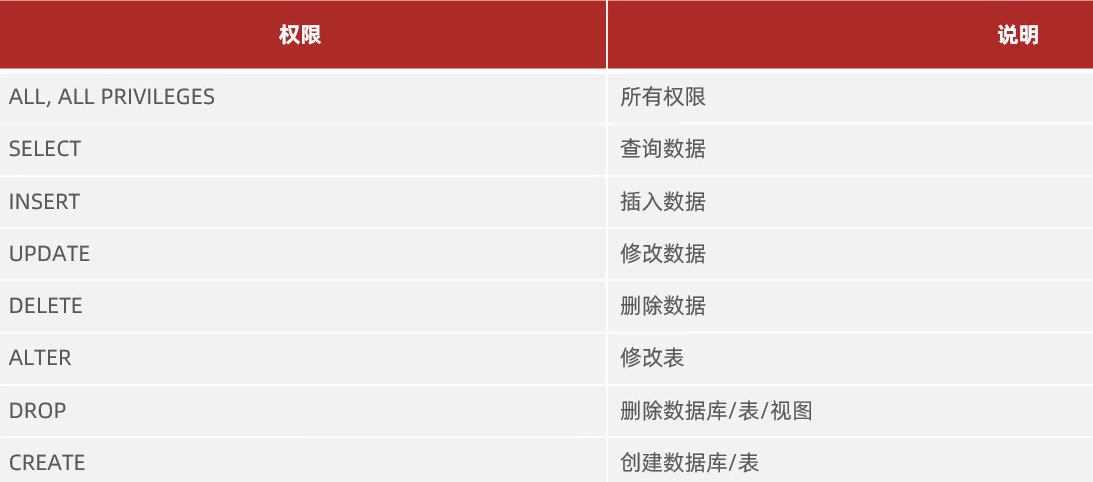 权限 说明
ALL, ALL PRIVILEGES 所有权限
SELECT 查询数据
INSERT 插入数据
UPDATE 修改数据
DELETE 删除数据
ALTER 修改表
DROP 删除数据库/表/视图
CREATE 创建数据库/表